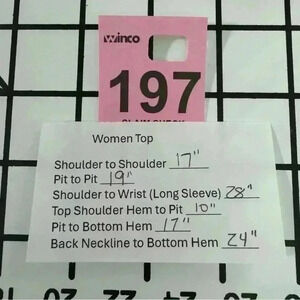 winco
197
CLAIM CHECK
Women Top
Shoulder to Shoulder 17"
Pit to Pit 19"
Shoulder to Wrist (Long Sleeve) 28"
Top Shoulder Hem to Pit 10"
Pit to Bottom Hem 17"
Back Neckline to Bottom Hem 24"